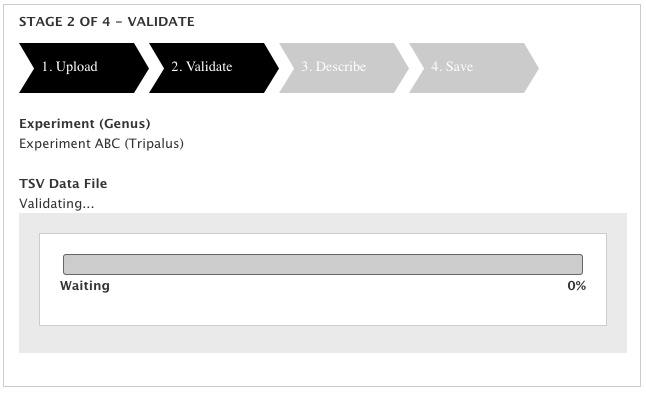 STAGE 2 OF 4 – VALIDATE
1. Upload
2. Validate
3. Describe
4. Save
Experiment (Genus)
Experiment ABC (Tripalus)
TSV Data File
Validating...
Waiting 0%